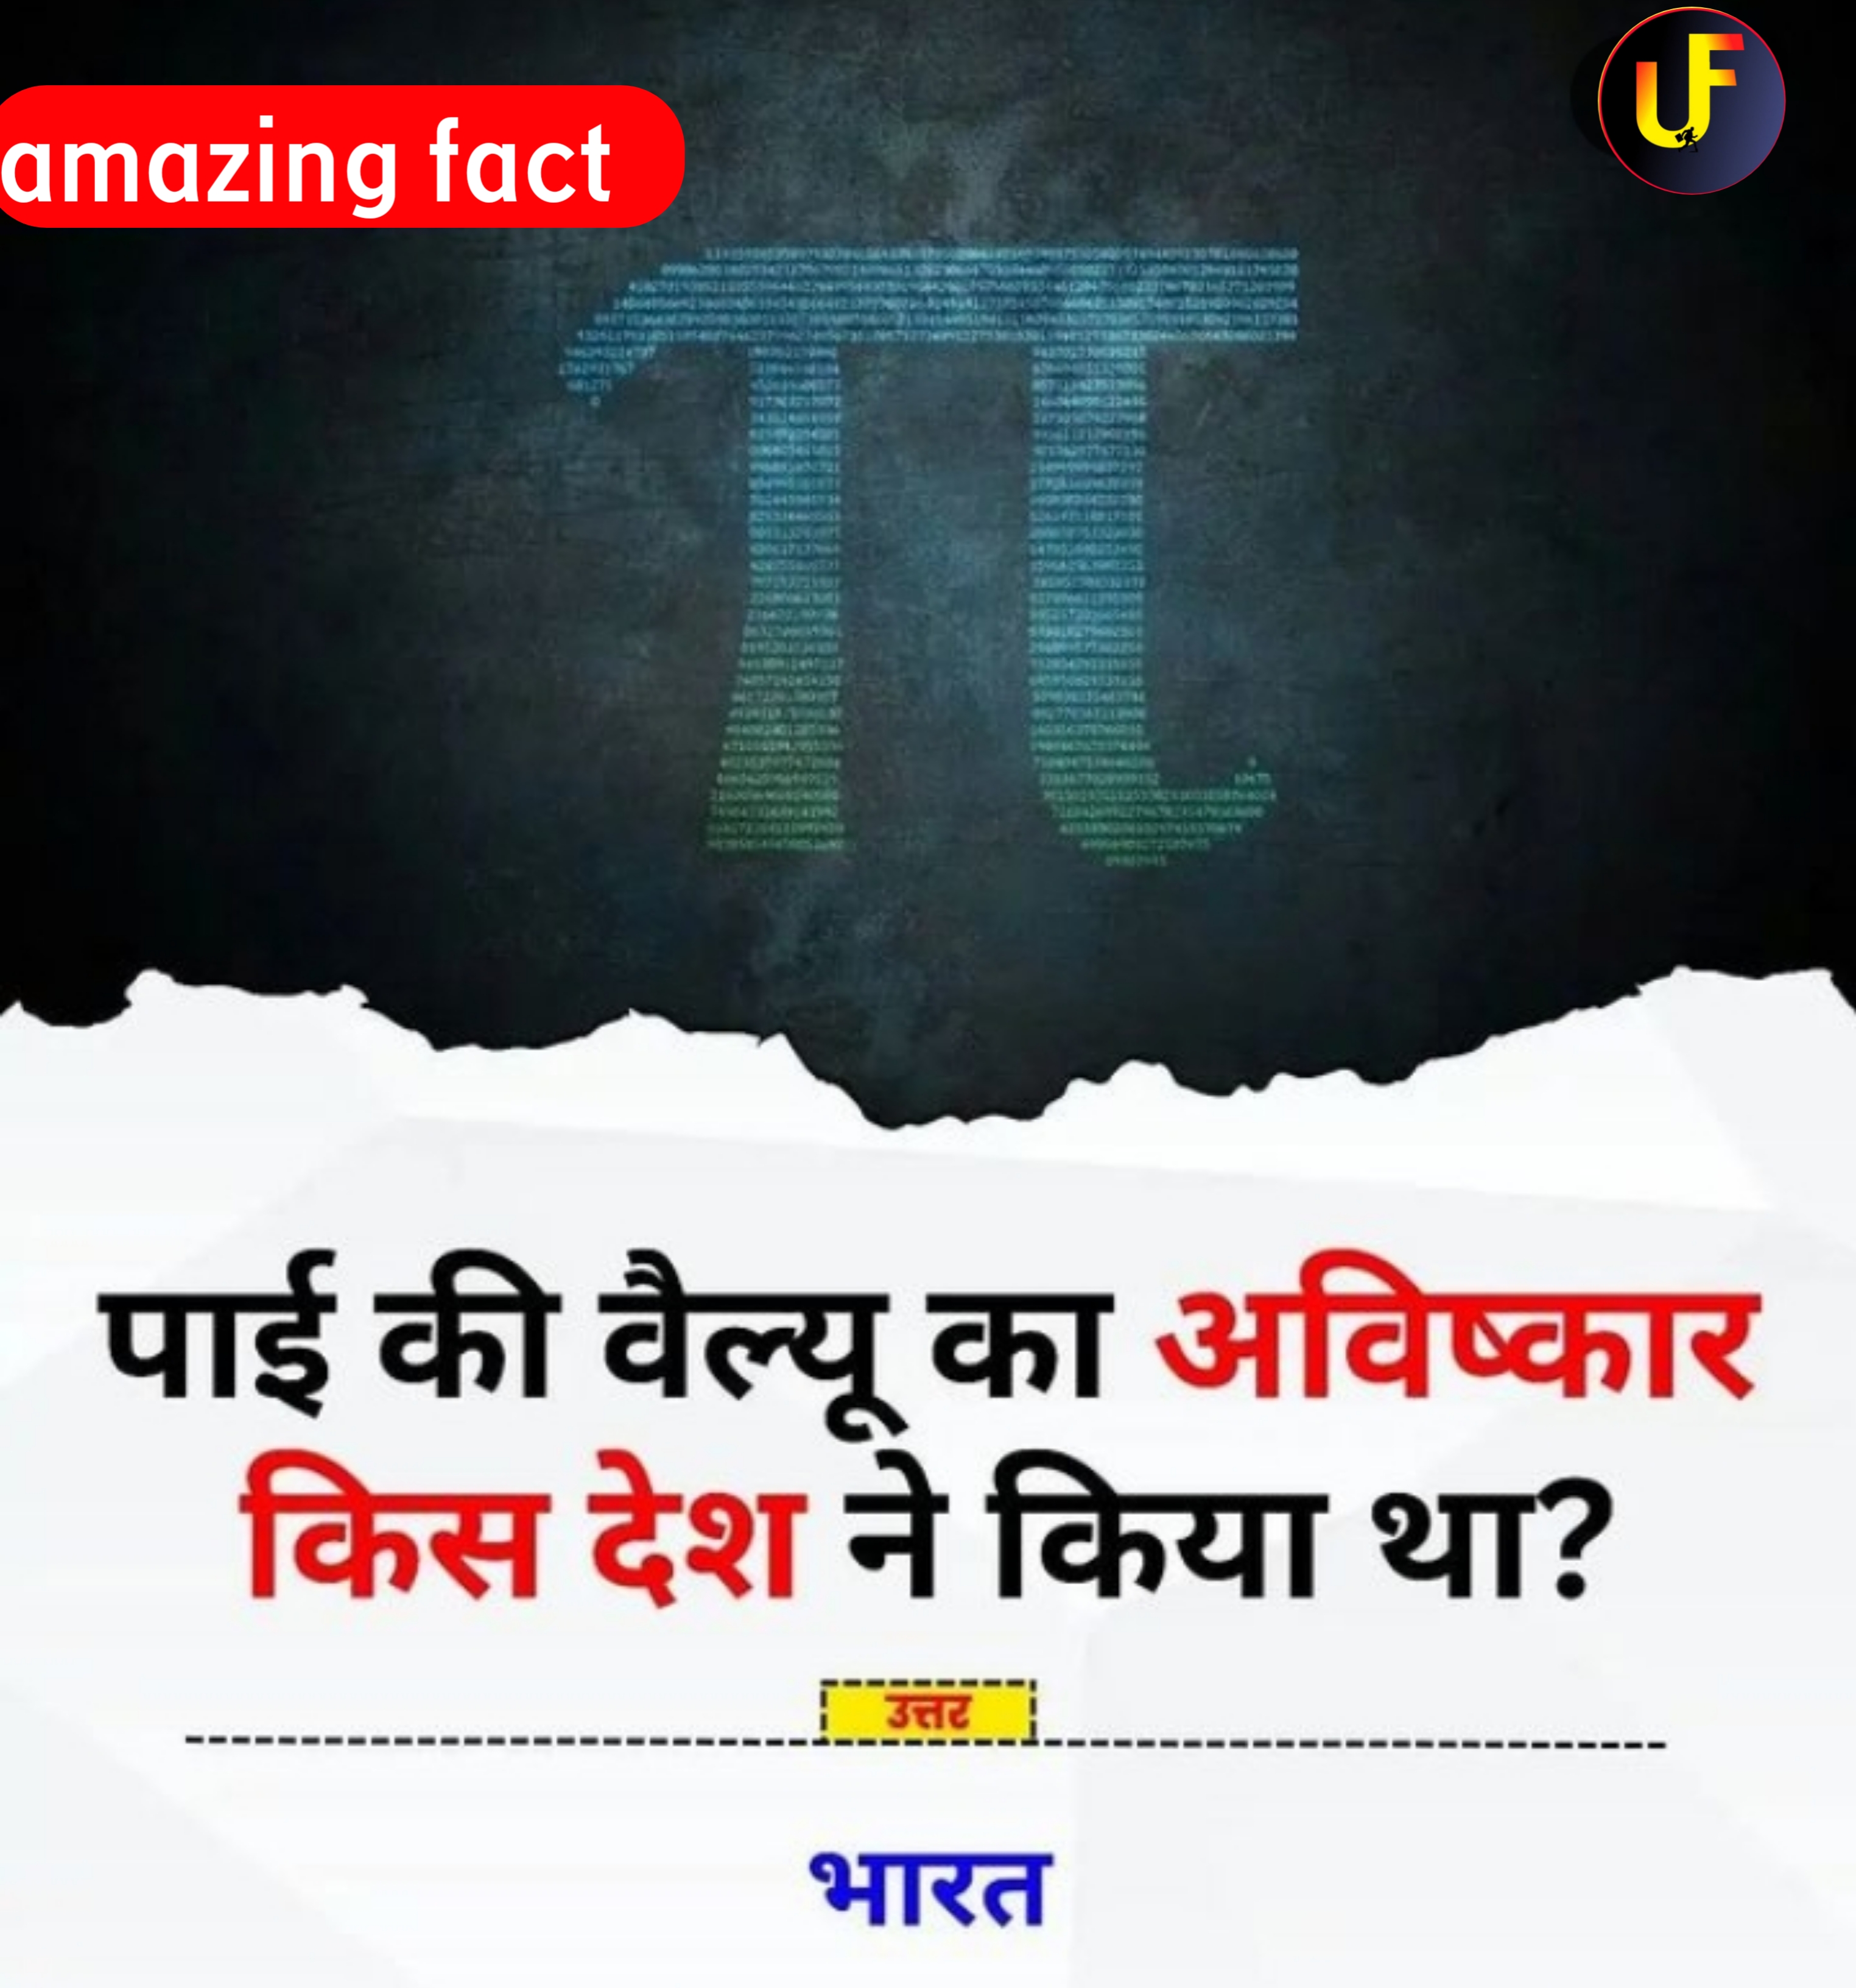 amazing fact
UF
पाई की वैल्यू का अविष्कार
किस देश ने किया था?
उत्तर
भारत